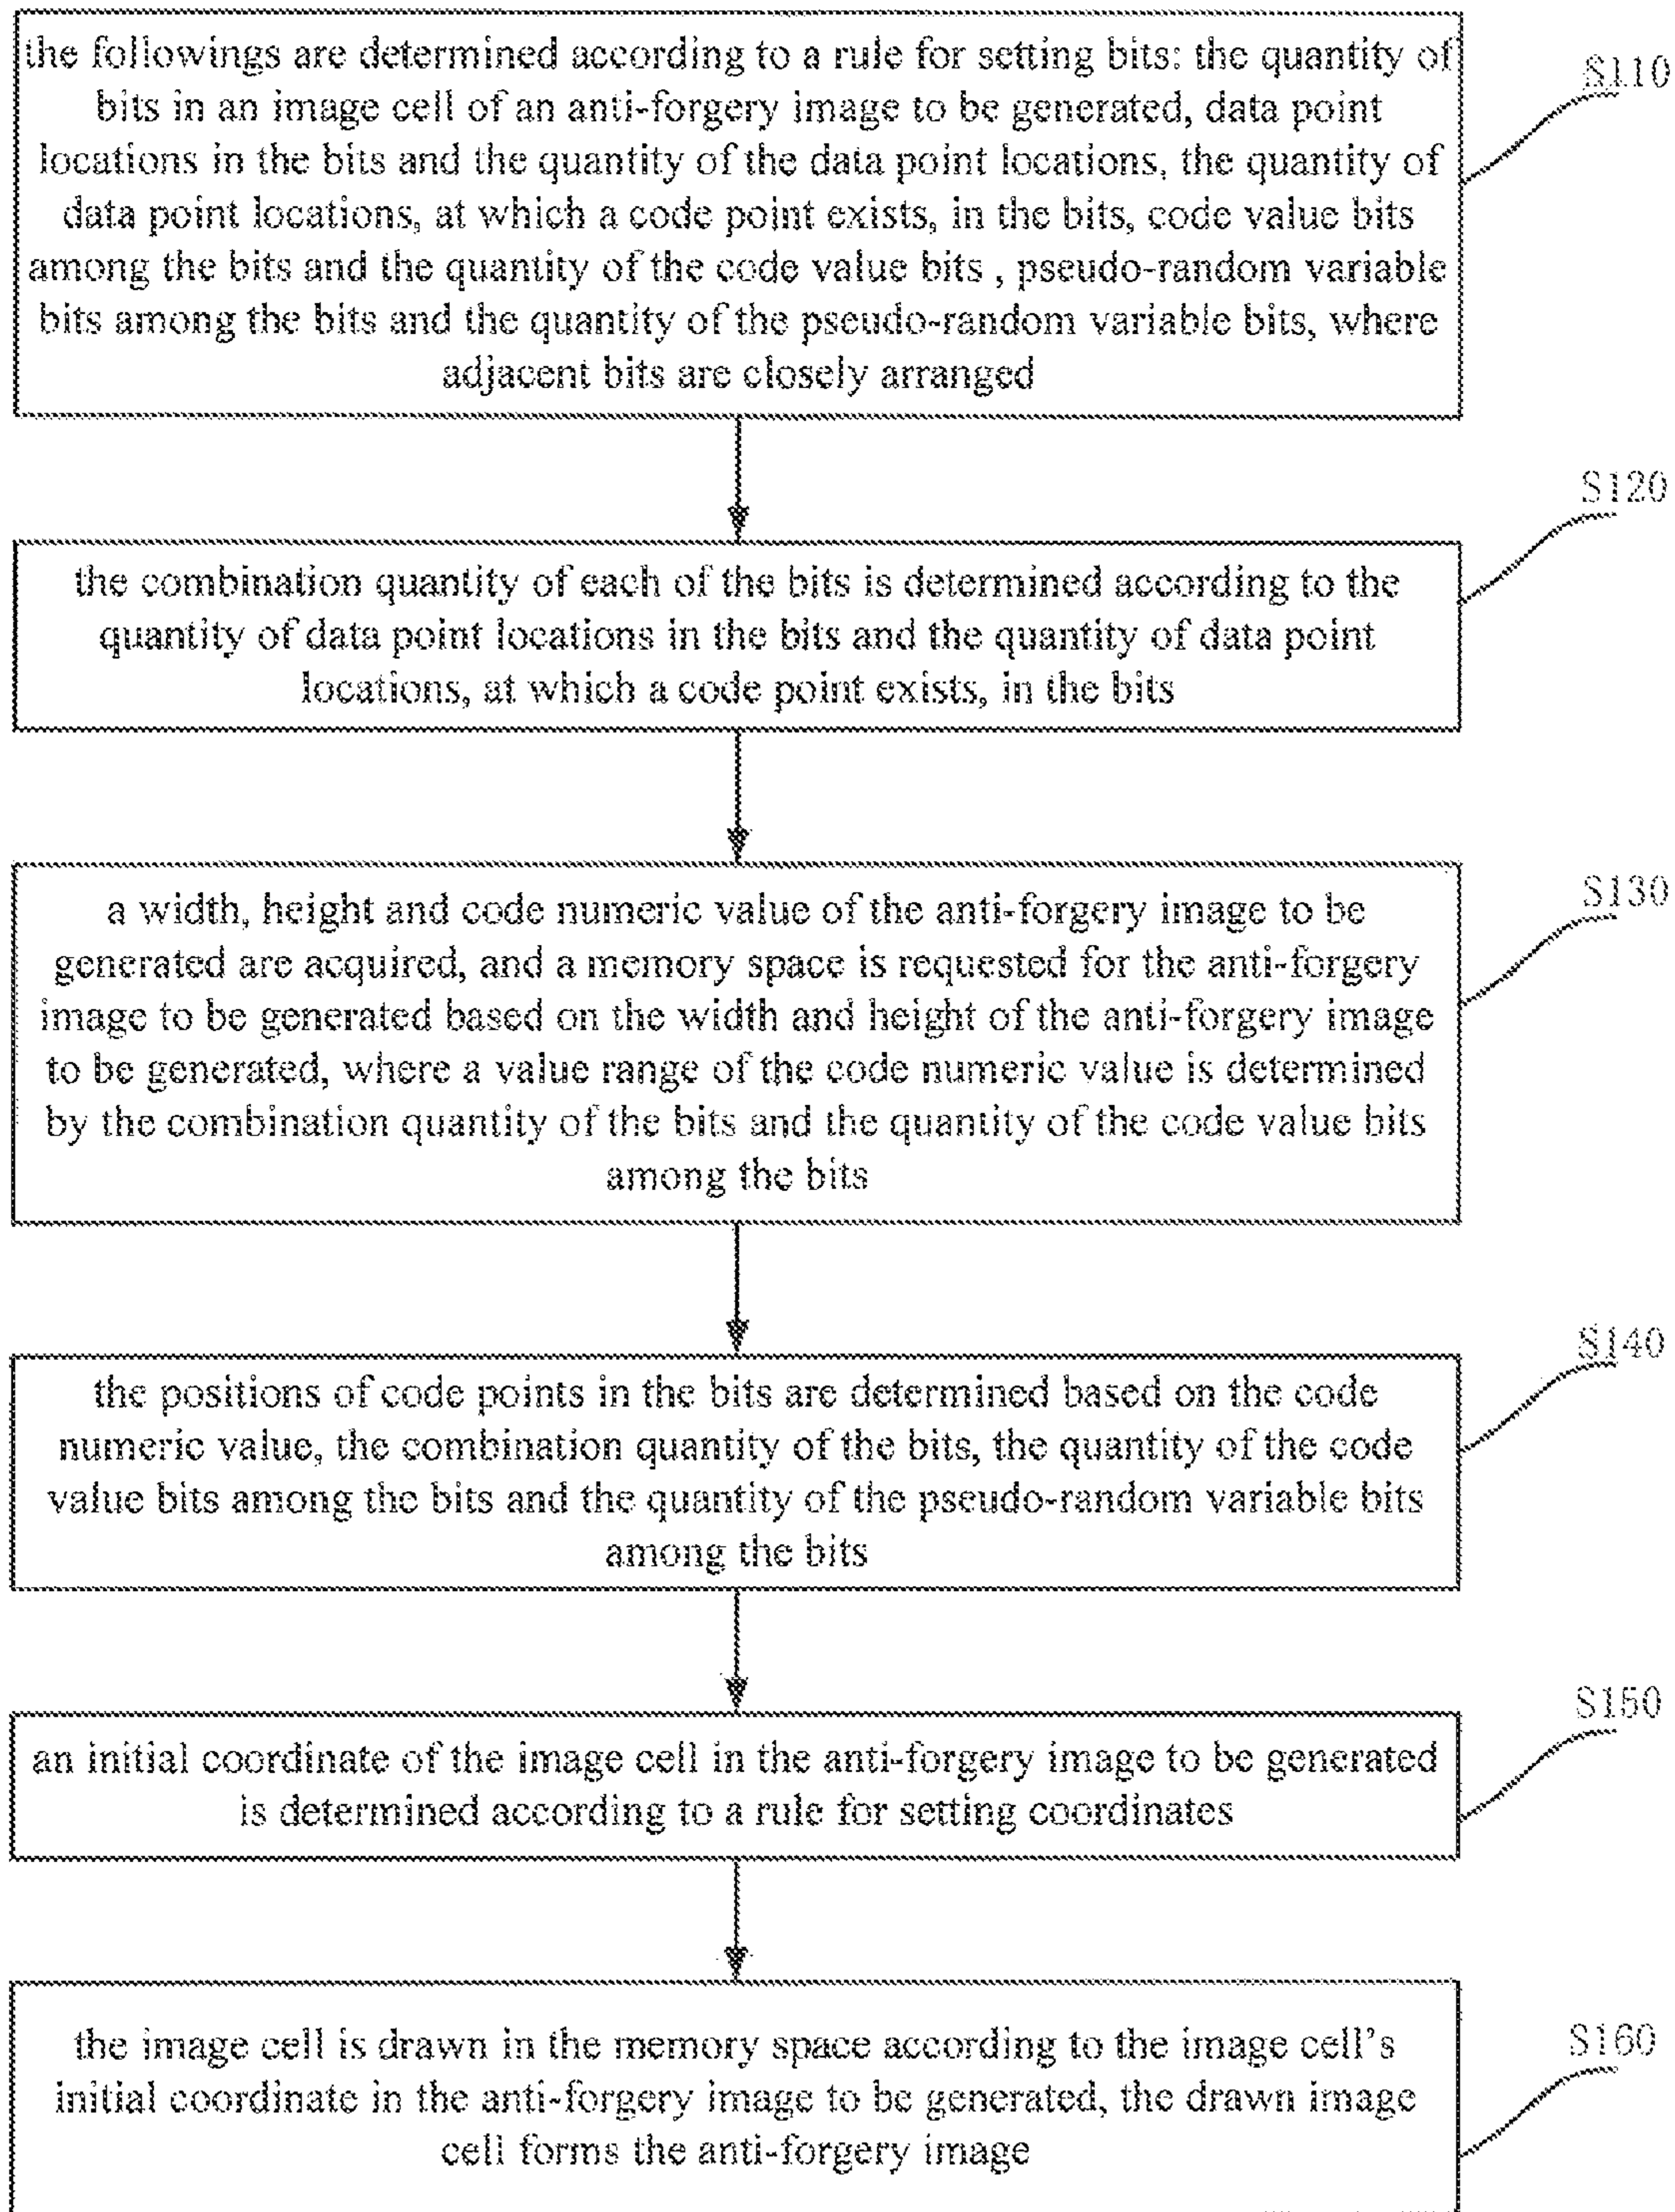 the followings are determined according to a rule for setting bits: the quantity of
bits in an image cell of an anti-forgery image to be generated, data point
locations in the bits and the quantity of the data point locations, the quantity of
data point locations, at which a code point exists, in the bits, code value bits
among the bits and the quantity of the code value bits , pseudo-random variable
bits among the bits and the quantity of the pseudo-random variable bits, where
adjacent bits are closely arranged
S110
S120
the combination quantity of each of the bits is determined according to the
quantity of data point locations in the bits and the quantity of data point
locations, at which a code point exists, in the bits
S130
a width, height and code numeric value of the anti-forgery image to be
generated are acquired, and a memory space is requested for the anti-forgery
image to be generated based on the width and height of the anti-forgery image
to be generated, where a value range of the code numeric value is determined
by the combination quantity of the bits and the quantity of the code value bits
among the bits
S140
the positions of code points in the bits are determined based on the code
numeric value, the combination quantity of the bits, the quantity of the code
value bits among the bits and the quantity of the pseudo-random variable bits
among the bits
S150
an initial coordinate of the image cell in the anti-forgery image to be generated
is determined according to a rule for setting coordinates
S160
the image cell is drawn in the memory space according to the image cell's
initial coordinate in the anti-forgery image to be generated, the drawn image
cell forms the anti-forgery image